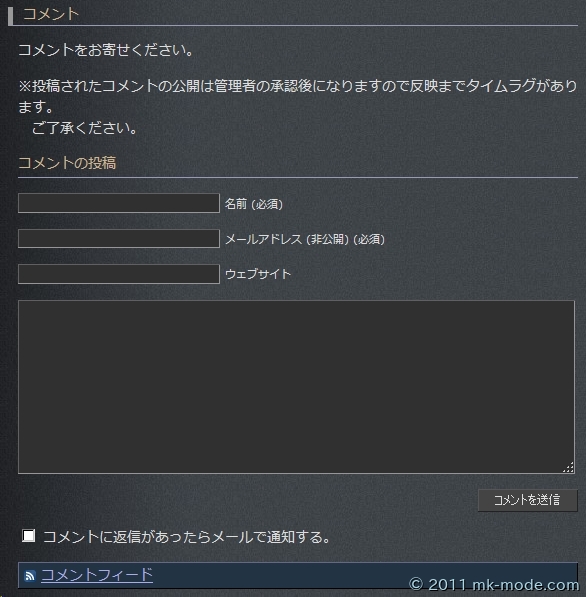 コメント
コメントをお寄せください。
※投稿されたコメントの公開は管理者の承認後になりますので反映までタイムラグがあり
ます。
　ご了承ください。
コメントの投稿
名前 (必須)
メールアドレス (非公開) (必須)
ウェブサイト
コメントを送信
コメントに返信があったらメールで通知する。
コメントフィード
© 2011 mk-mode.com